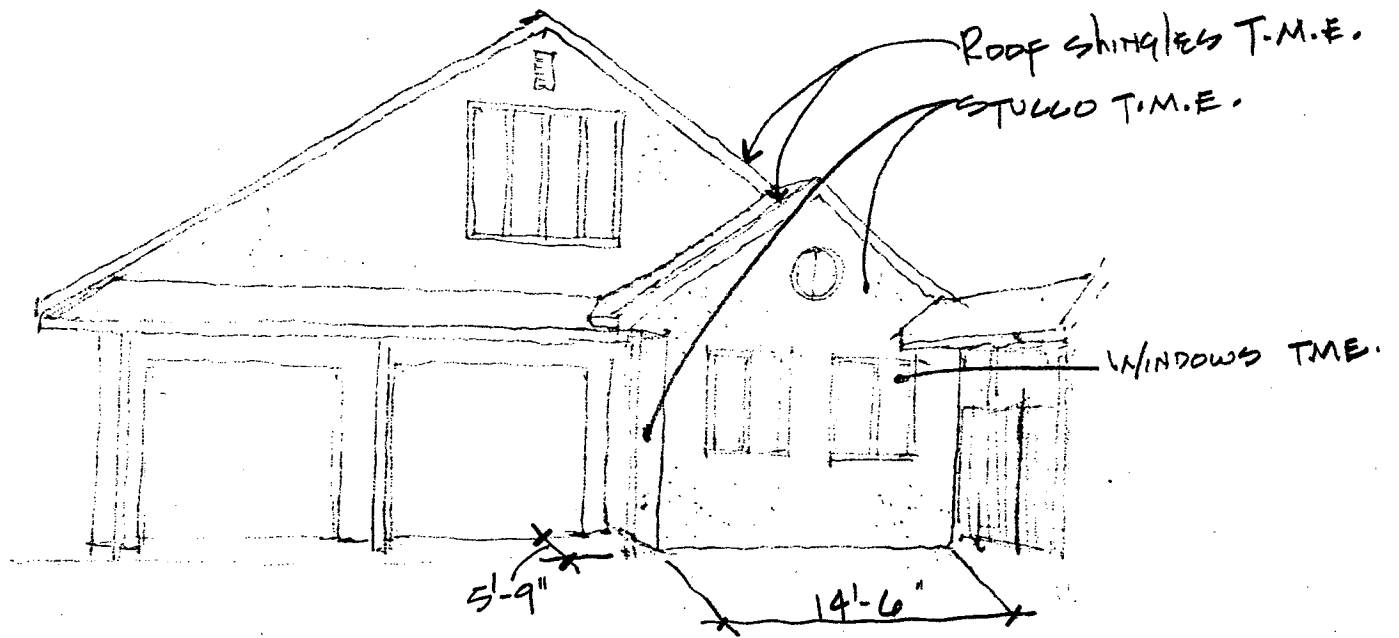 ROOF SHINGLES T.M.E.
STUCCO T.M.E.
WINDOWS TME.
5'-9"
14'-6"